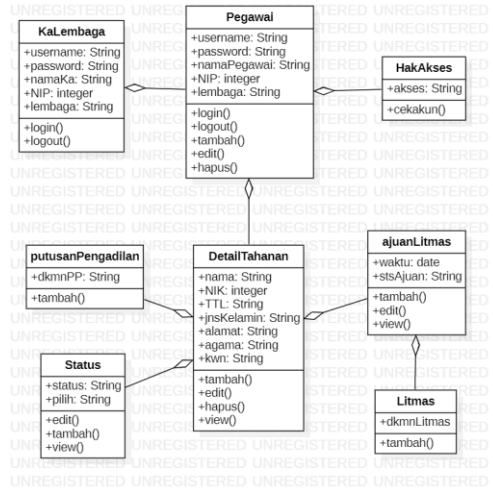 Pegawai
+username: String
+password: String
+namaPegawai: String
+NIP: integer
+lembaga: String
+login()
+logout()
+tambah()
+edit()
+hapus()
KaLembaga
+username: String
+password: String
+namaKa: String
+NIP: integer
+lembaga: String
+login()
+logout()
HakAkses
+akses: String
+cekakun()
putusanPengadilan
+dkmnPP: String
+tambah()
DetailTahanan
+nama: String
+NIK: integer
+TTL: String
+jnsKelamin: String
+alamat: String
+agama: String
+kwn: String
+tambah()
+edit()
+hapus()
+view()
ajuanLitmas
+waktu: date
+stsAjuan: String
+tambah()
+edit()
+view()
Status
+status: String
+pilih: String
+edit()
+tambah()
+view()
Litmas
+dkmnLitmas
+tambah()
UNREGISTERED